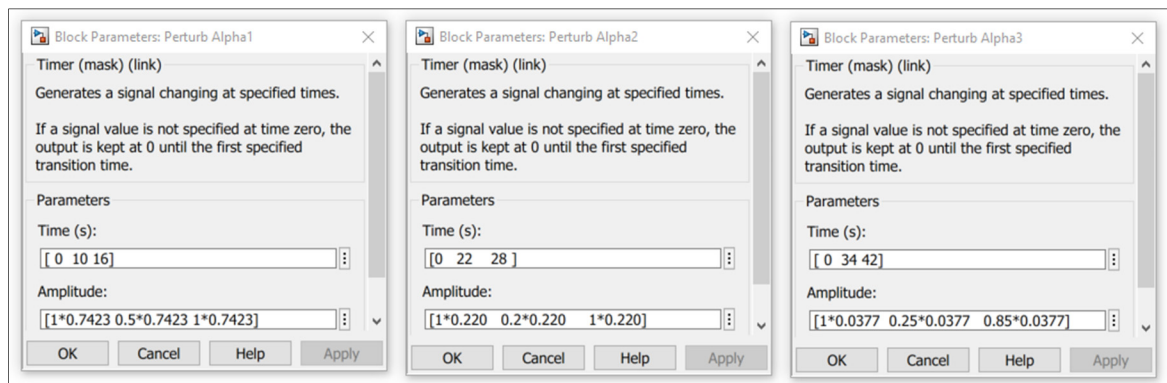 Block Parameters: Perturb Alpha1
Timer (mask) (link)
Generates a signal changing at specified times.
If a signal value is not specified at time zero, the
output is kept at 0 until the first specified
transition time.
Parameters
Time (s):
[ 0 10 16]
Amplitude:
[1*0.7423 0.5*0.7423 1*0.7423]
OK Cancel Help Apply
Block Parameters: Perturb Alpha2
Timer (mask) (link)
Generates a signal changing at specified times.
If a signal value is not specified at time zero, the
output is kept at 0 until the first specified
transition time.
Parameters
Time (s):
[0 22 28 ]
Amplitude:
[1*0.220 0.2*0.220 1*0.220]
OK Cancel Help Apply
Block Parameters: Perturb Alpha3
Timer (mask) (link)
Generates a signal changing at specified times.
If a signal value is not specified at time zero, the
output is kept at 0 until the first specified
transition time.
Parameters
Time (s):
[ 0 34 42]
Amplitude:
[1*0.0377 0.25*0.0377 0.85*0.0377]
OK Cancel Help Apply